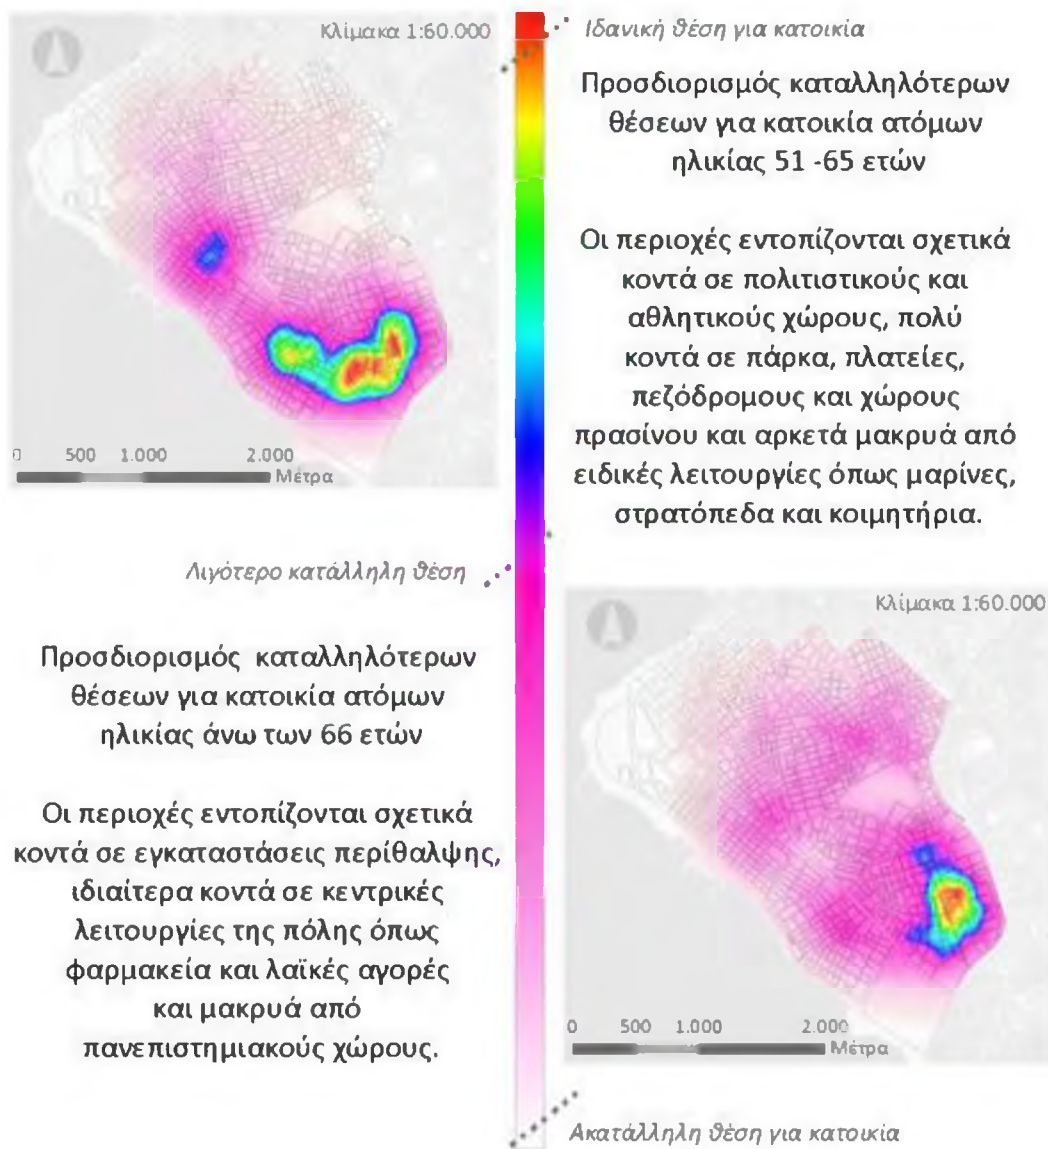 Κλίμακα 1:60.000
Ιδανική θέση για κατοικία
Προσδιορισμός καταλληλότερων
θέσεων για κατοικία ατόμων
ηλικίας 51 -65 ετών
Οι περιοχές εντοπίζονται σχετικά
κοντά σε πολιτιστικούς και
αθλητικούς χώρους, πολύ
κοντά σε πάρκα, πλατείες,
πεζόδρομους και χώρους
πρασίνου και αρκετά μακρυά από
ειδικές λειτουργίες όπως μαρίνες,
στρατόπεδα και κοιμητήρια.
0 500 1.000 2.000
Μέτρα
Λιγότερο κατάλληλη θέση
Προσδιορισμός καταλληλότερων
θέσεων για κατοικία ατόμων
ηλικίας άνω των 66 ετών
Οι περιοχές εντοπίζονται σχετικά
κοντά σε εγκαταστάσεις περίθαλψης,
ιδιαίτερα κοντά σε κεντρικές
λειτουργίες της πόλης όπως
φαρμακεία και λαϊκές αγορές
και μακρυά από
πανεπιστημιακούς χώρους.
Κλίμακα 1:60.000
0 500 1.000 2.000
Μέτρα
Ακατάλληλη θέση για κατοικία